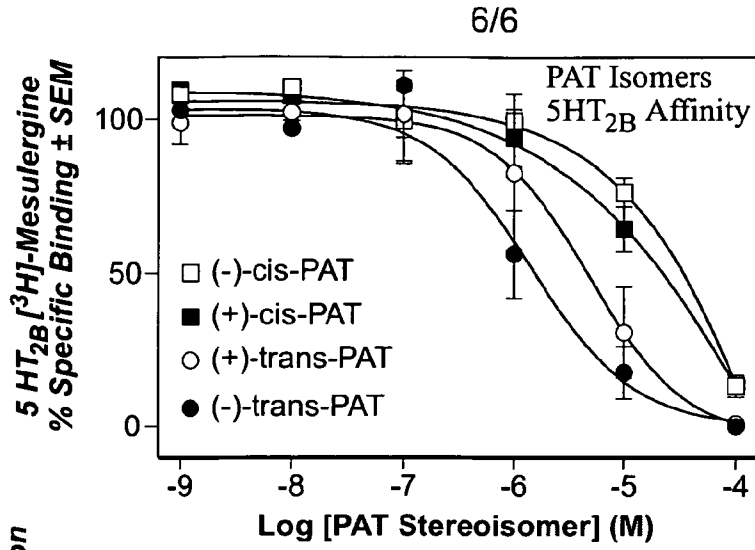 6/6
PAT Isomers
5HT2B Affinity
5 HT2B[³H]-Mesulergine
% Specific Binding ± SEM
100
50
0
(-)-cis-PAT
(+)-cis-PAT
(+)-trans-PAT
(-)-trans-PAT
-9 -8 -7 -6 -5 -4
Log [PAT Stereoisomer] (M)
on